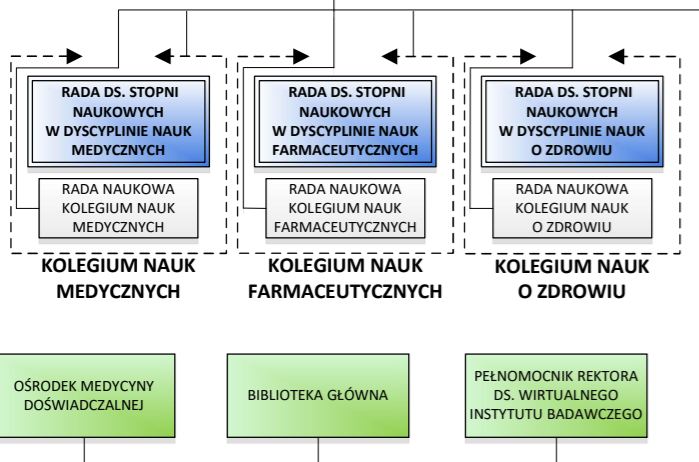 RADA DS. STOPNI
NAUKOWYCH
W DYSCYPLINIE NAUK
MEDYCZNYCH
RADA NAUKOWA
KOLEGIUM NAUK
MEDYCZNYCH
KOLEGIUM NAUK
MEDYCZNYCH
RADA DS. STOPNI
NAUKOWYCH
W DYSCYPLINIE NAUK
FARMACEUTYCZNYCH
RADA NAUKOWA
KOLEGIUM NAUK
FARMACEUTYCZNYCH
KOLEGIUM NAUK
FARMACEUTYCZNYCH
RADA DS. STOPNI
NAUKOWYCH
W DYSCYPLINIE NAUK
O ZDROWIU
RADA NAUKOWA
KOLEGIUM NAUK
O ZDROWIU
KOLEGIUM NAUK
O ZDROWIU
OŚRODEK MEDYCYNY
DOŚWIADCZALNEJ
BIBLIOTEKA GŁÓWNA
PEŁNOMOCNIK REKTORA
DS. WIRTUALNEGO
INSTYTUTU BADAWCZEGO